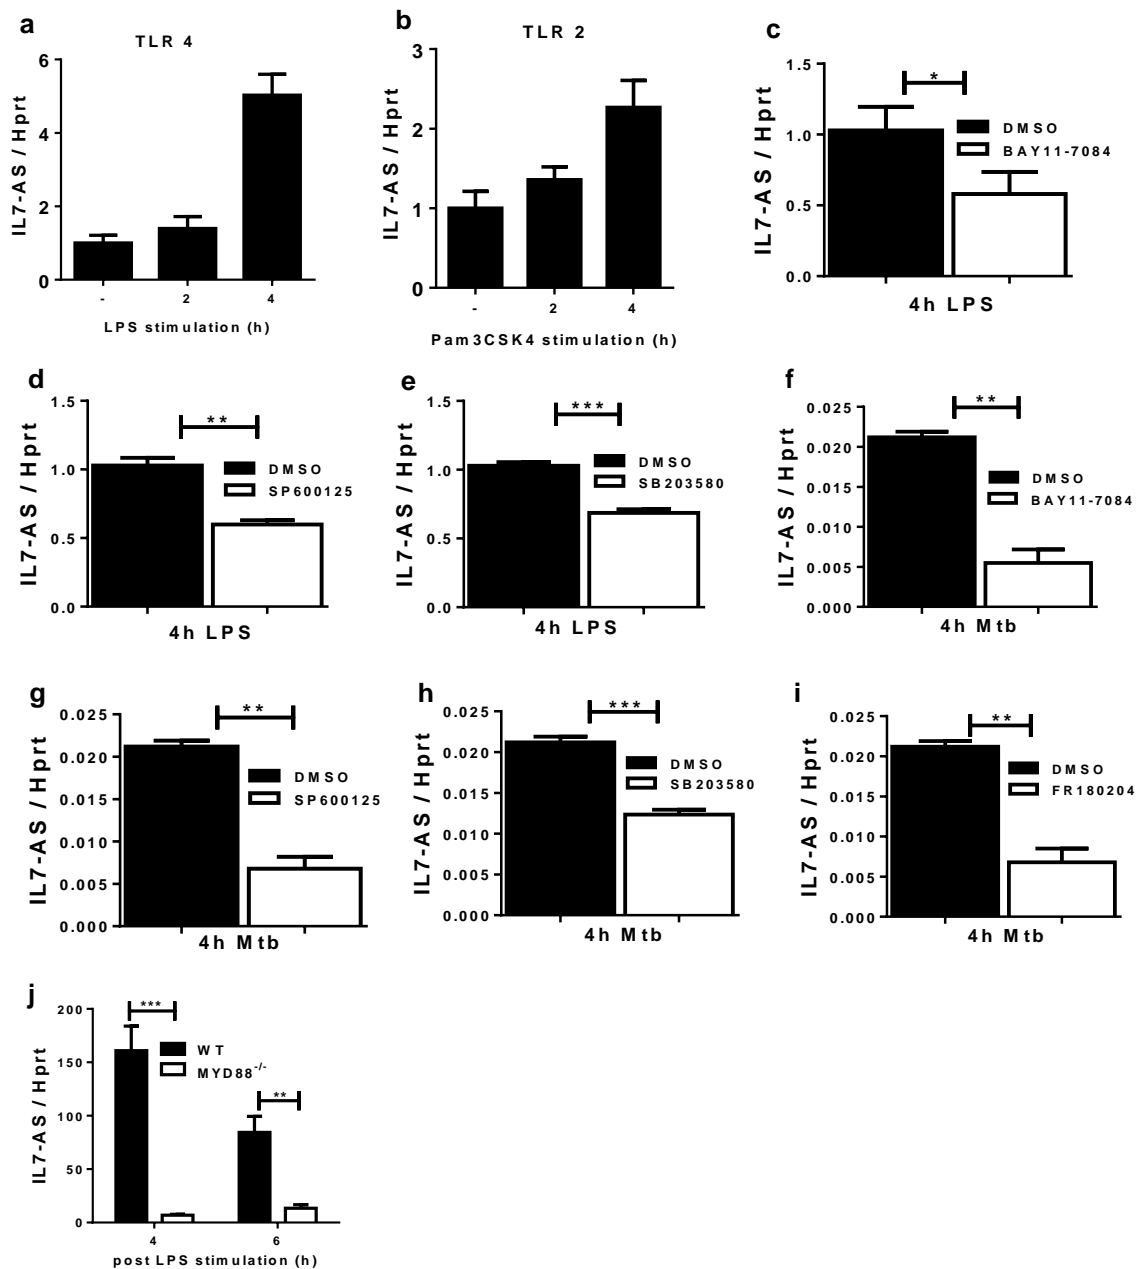 a
TLR 4
IL7-AS / Hprt
6
4
2
0
-
2
4
LPS stimulation (h)
b
TLR 2
IL7-AS / Hprt
3
2
1
0
-
2
4
Pam3CSK4 stimulation (h)
c
IL7-AS / Hprt
1.5
1.0
0.5
0.0
*
DMSO
BAY11-7084
4h LPS
d
IL7-AS / Hprt
1.5
1.0
0.5
0.0
**
DMSO
SP600125
4h LPS
e
IL7-AS / Hprt
1.5
1.0
0.5
0.0
***
DMSO
SB203580
4h LPS
f
IL7-AS / Hprt
0.025
0.020
0.015
0.010
0.005
0.000
**
DMSO
BAY11-7084
4h Mtb
g
IL7-AS / Hprt
0.025
0.020
0.015
0.010
0.005
0.000
**
DMSO
SP600125
4h Mtb
h
IL7-AS / Hprt
0.025
0.020
0.015
0.010
0.005
0.000
***
DMSO
SB203580
4h Mtb
i
IL7-AS / Hprt
0.025
0.020
0.015
0.010
0.005
0.000
**
DMSO
FR180204
4h Mtb
j
IL7-AS / Hprt
200
150
100
50
0
***
**
WT
MYD88-/-
4
6
post LPS stimulation (h)